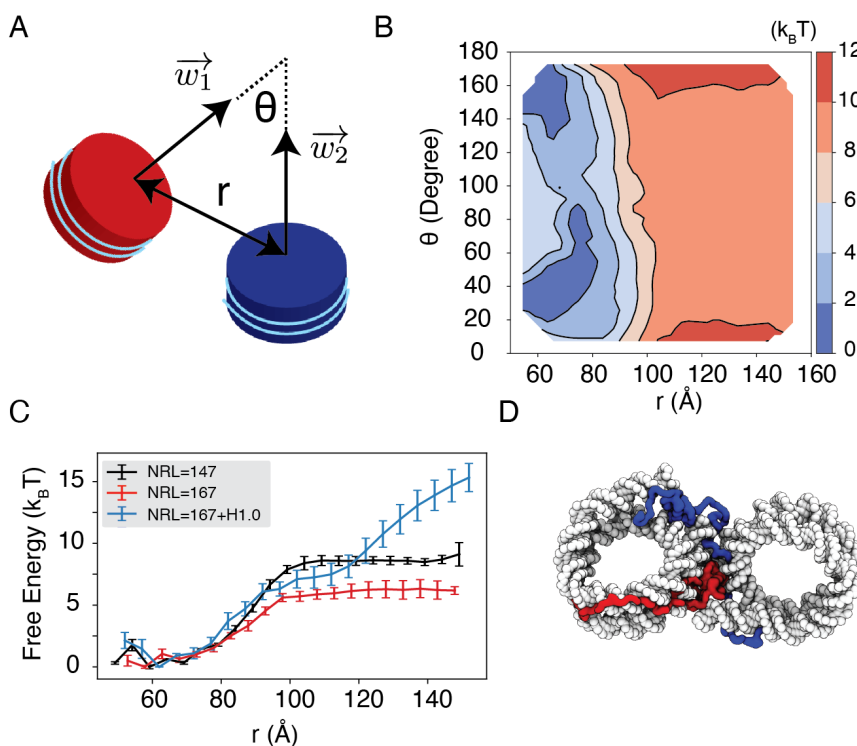 A
w₁
θ
w₂
r
B
(k_BT)
180
160
140
120
100
80
60
40
20
0
θ (Degree)
60 80 100 120 140 160
r (Å)
12
10
8
6
4
2
0
C
NRL=147
NRL=167
NRL=167+H1.0
15
10
5
0
Free Energy (k_BT)
60 80 100 120 140
r (Å)
D